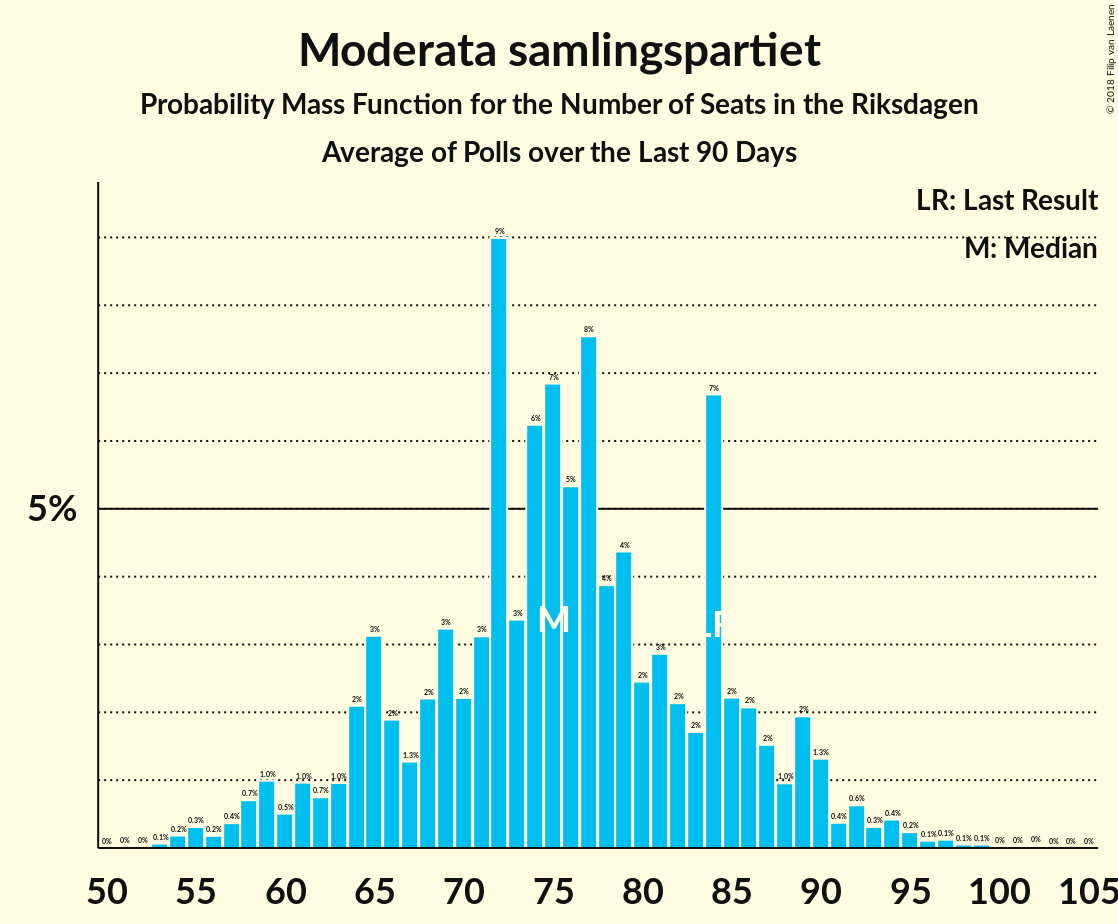 © 2018 Filip van Laenen
Moderata samlingspartiet
Probability Mass Function for the Number of Seats in the Riksdagen
Average of Polls over the Last 90 Days
LR: Last Result
M: Median
5%
0% 0% 0% 0.1% 0.2% 0.3% 0.2% 0.4% 0.7% 1.0% 0.5% 1.0% 0.7% 1.0% 2% 3% 2% 1.3% 2% 3% 2% 3% 9% 3% 6% 7% 5% 8% 4% 4% 2% 3% 2% 2% 7% 2% 2% 2% 1.0% 2% 1.3% 0.4% 0.6% 0.3% 0.4% 0.2% 0.1% 0.1% 0.1% 0.1% 0% 0% 0% 0% 0% 0%
M LR
50 55 60 65 70 75 80 85 90 95 100 105